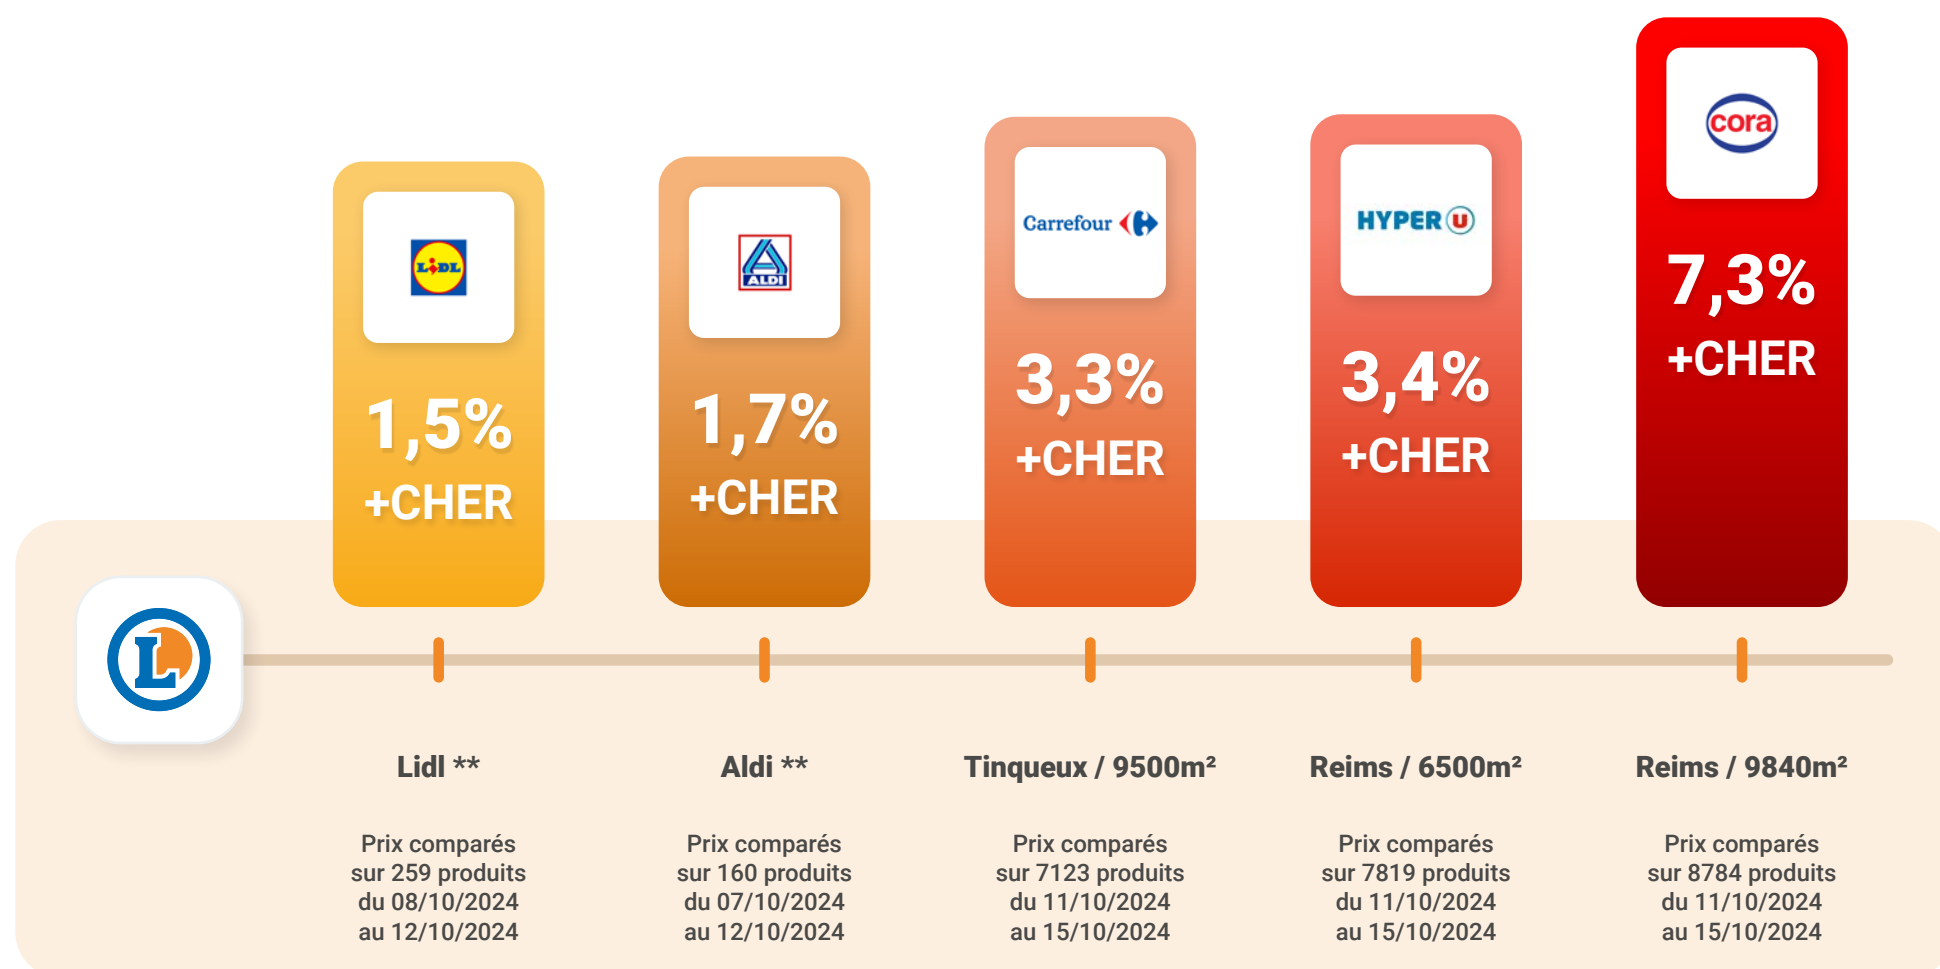 LIDL
1,5%
+CHER
ALDI
1,7%
+CHER
Carrefour
3,3%
+CHER
HYPER U
3,4%
+CHER
cora
7,3%
+CHER
L
Lidl **
Prix comparés
sur 259 produits
du 08/10/2024
au 12/10/2024
Aldi **
Prix comparés
sur 160 produits
du 07/10/2024
au 12/10/2024
Tinqueux / 9500m²
Prix comparés
sur 7123 produits
du 11/10/2024
au 15/10/2024
Reims / 6500m²
Prix comparés
sur 7819 produits
du 11/10/2024
au 15/10/2024
Reims / 9840m²
Prix comparés
sur 8784 produits
du 11/10/2024
au 15/10/2024